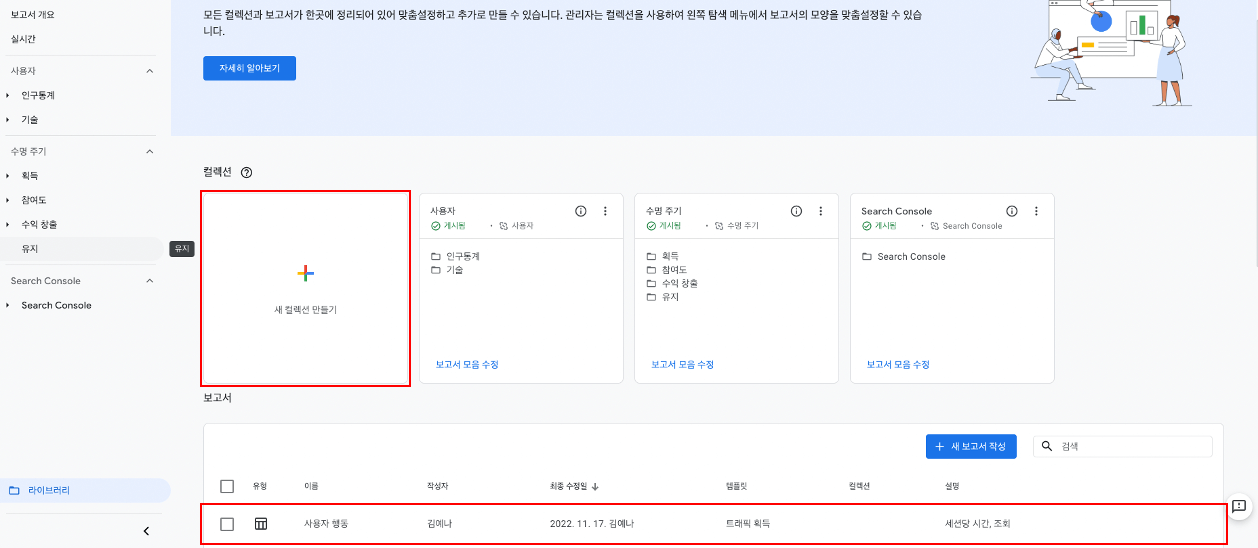 보고서 개요
실시간
사용자
인구통계
기술
수명 주기
획득
참여도
수익 창출
유지
유지
Search Console
Search Console
라이브러리
모든 컬렉션과 보고서가 한곳에 정리되어 있어 맞춤설정하고 추가로 만들 수 있습니다. 관리자는 컬렉션을 사용하여 왼쪽 탐색 메뉴에서 보고서의 모양을 맞춤설정할 수 있습
니다.
자세히 알아보기
컬렉션
새 컬렉션 만들기
사용자
게시됨 • 사용자
인구통계
기술
보고서 모음 수정
수명 주기
게시됨 • 수명 주기
획득
참여도
수익 창출
유지
보고서 모음 수정
Search Console
게시됨 • Search Console
Search Console
보고서 모음 수정
보고서
+ 새 보고서 작성
검색
유형 이름 작성자 최종 수정일 ↓ 템플릿 컬렉션 설명
사용자 행동 김예나 2022. 11. 17. 김예나 트래픽 획득 세션당 시간, 조회